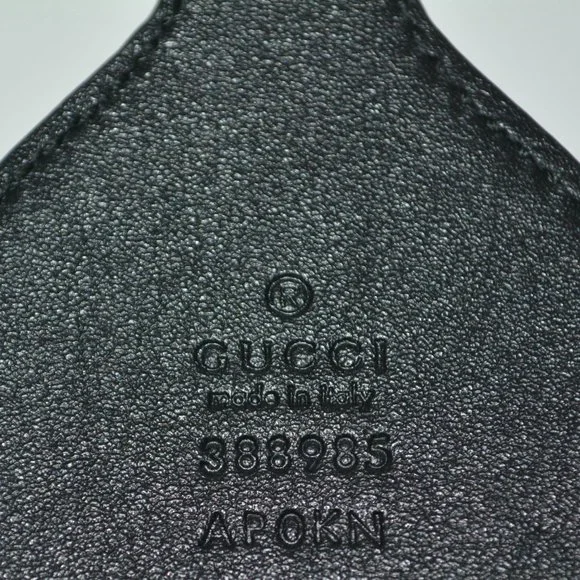 ®
GUCCI
made in italy
388985
AP0KN